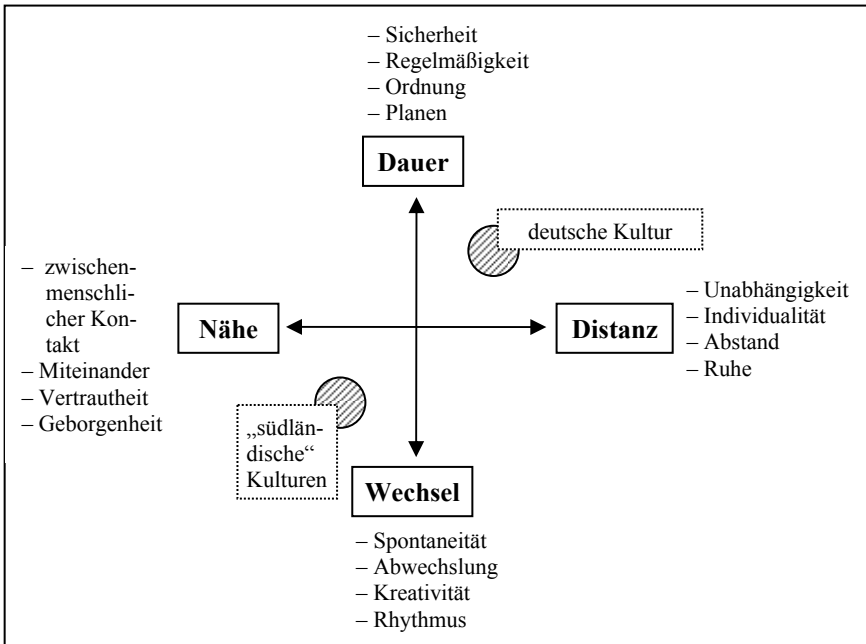 – Sicherheit
– Regelmäßigkeit
– Ordnung
– Planen
Dauer
deutsche Kultur
– zwischen-
menschli-
cher Kon-
takt
– Miteinander
– Vertrautheit
– Geborgenheit
Nähe
Distanz
– Unabhängigkeit
– Individualität
– Abstand
– Ruhe
„südlän-
dische“
Kulturen
Wechsel
– Spontaneität
– Abwechslung
– Kreativität
– Rhythmus